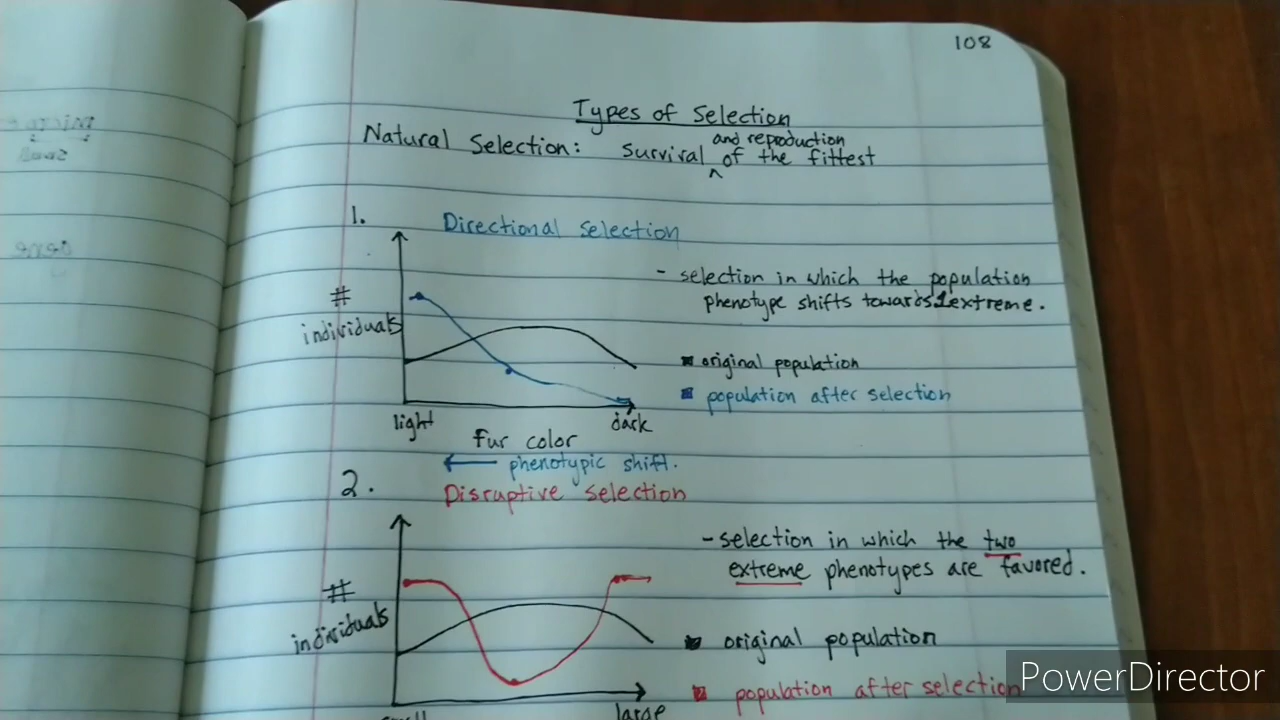 108
Types of Selection
and reproduction
Natural Selection: survival ^ of the fittest
1. Directional Selection
- selection in which the population
phenotype shifts towards 1 extreme.
#
individuals
original population
population after selection
light dark
fur color
← phenotypic shift.
2. Disruptive selection
- selection in which the two
extreme phenotypes are favored.
#
individuals
original population
population after selection
large
PowerDirector